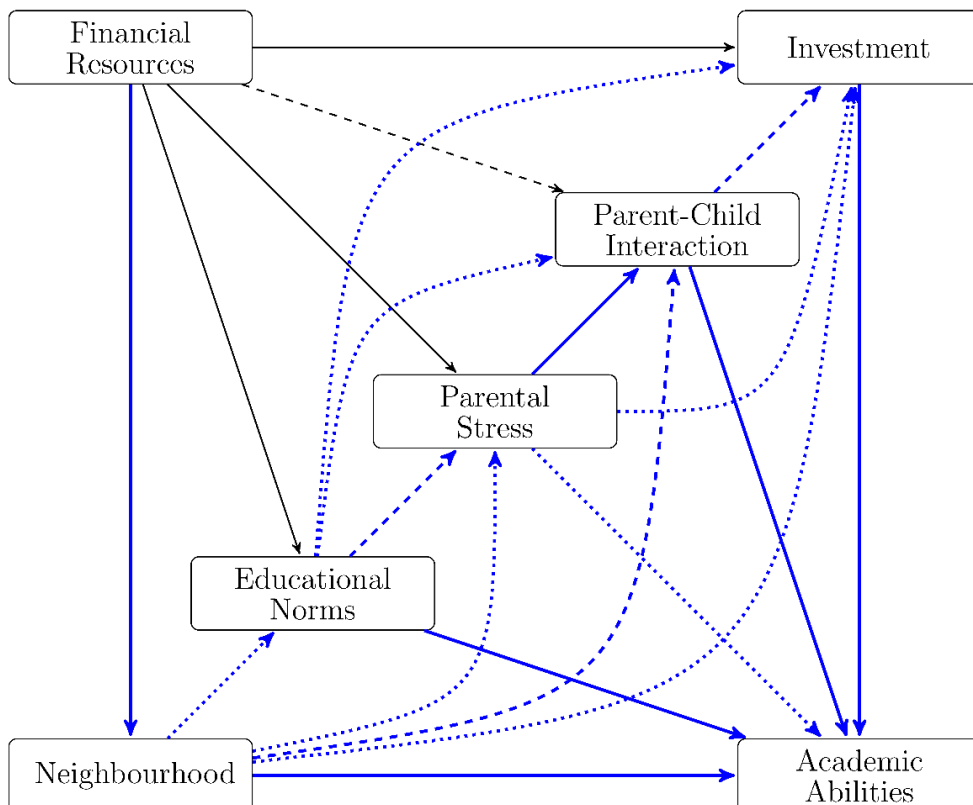 Financial
Resources
Investment
Parent-Child
Interaction
Parental
Stress
Educational
Norms
Neighbourhood
Academic
Abilities